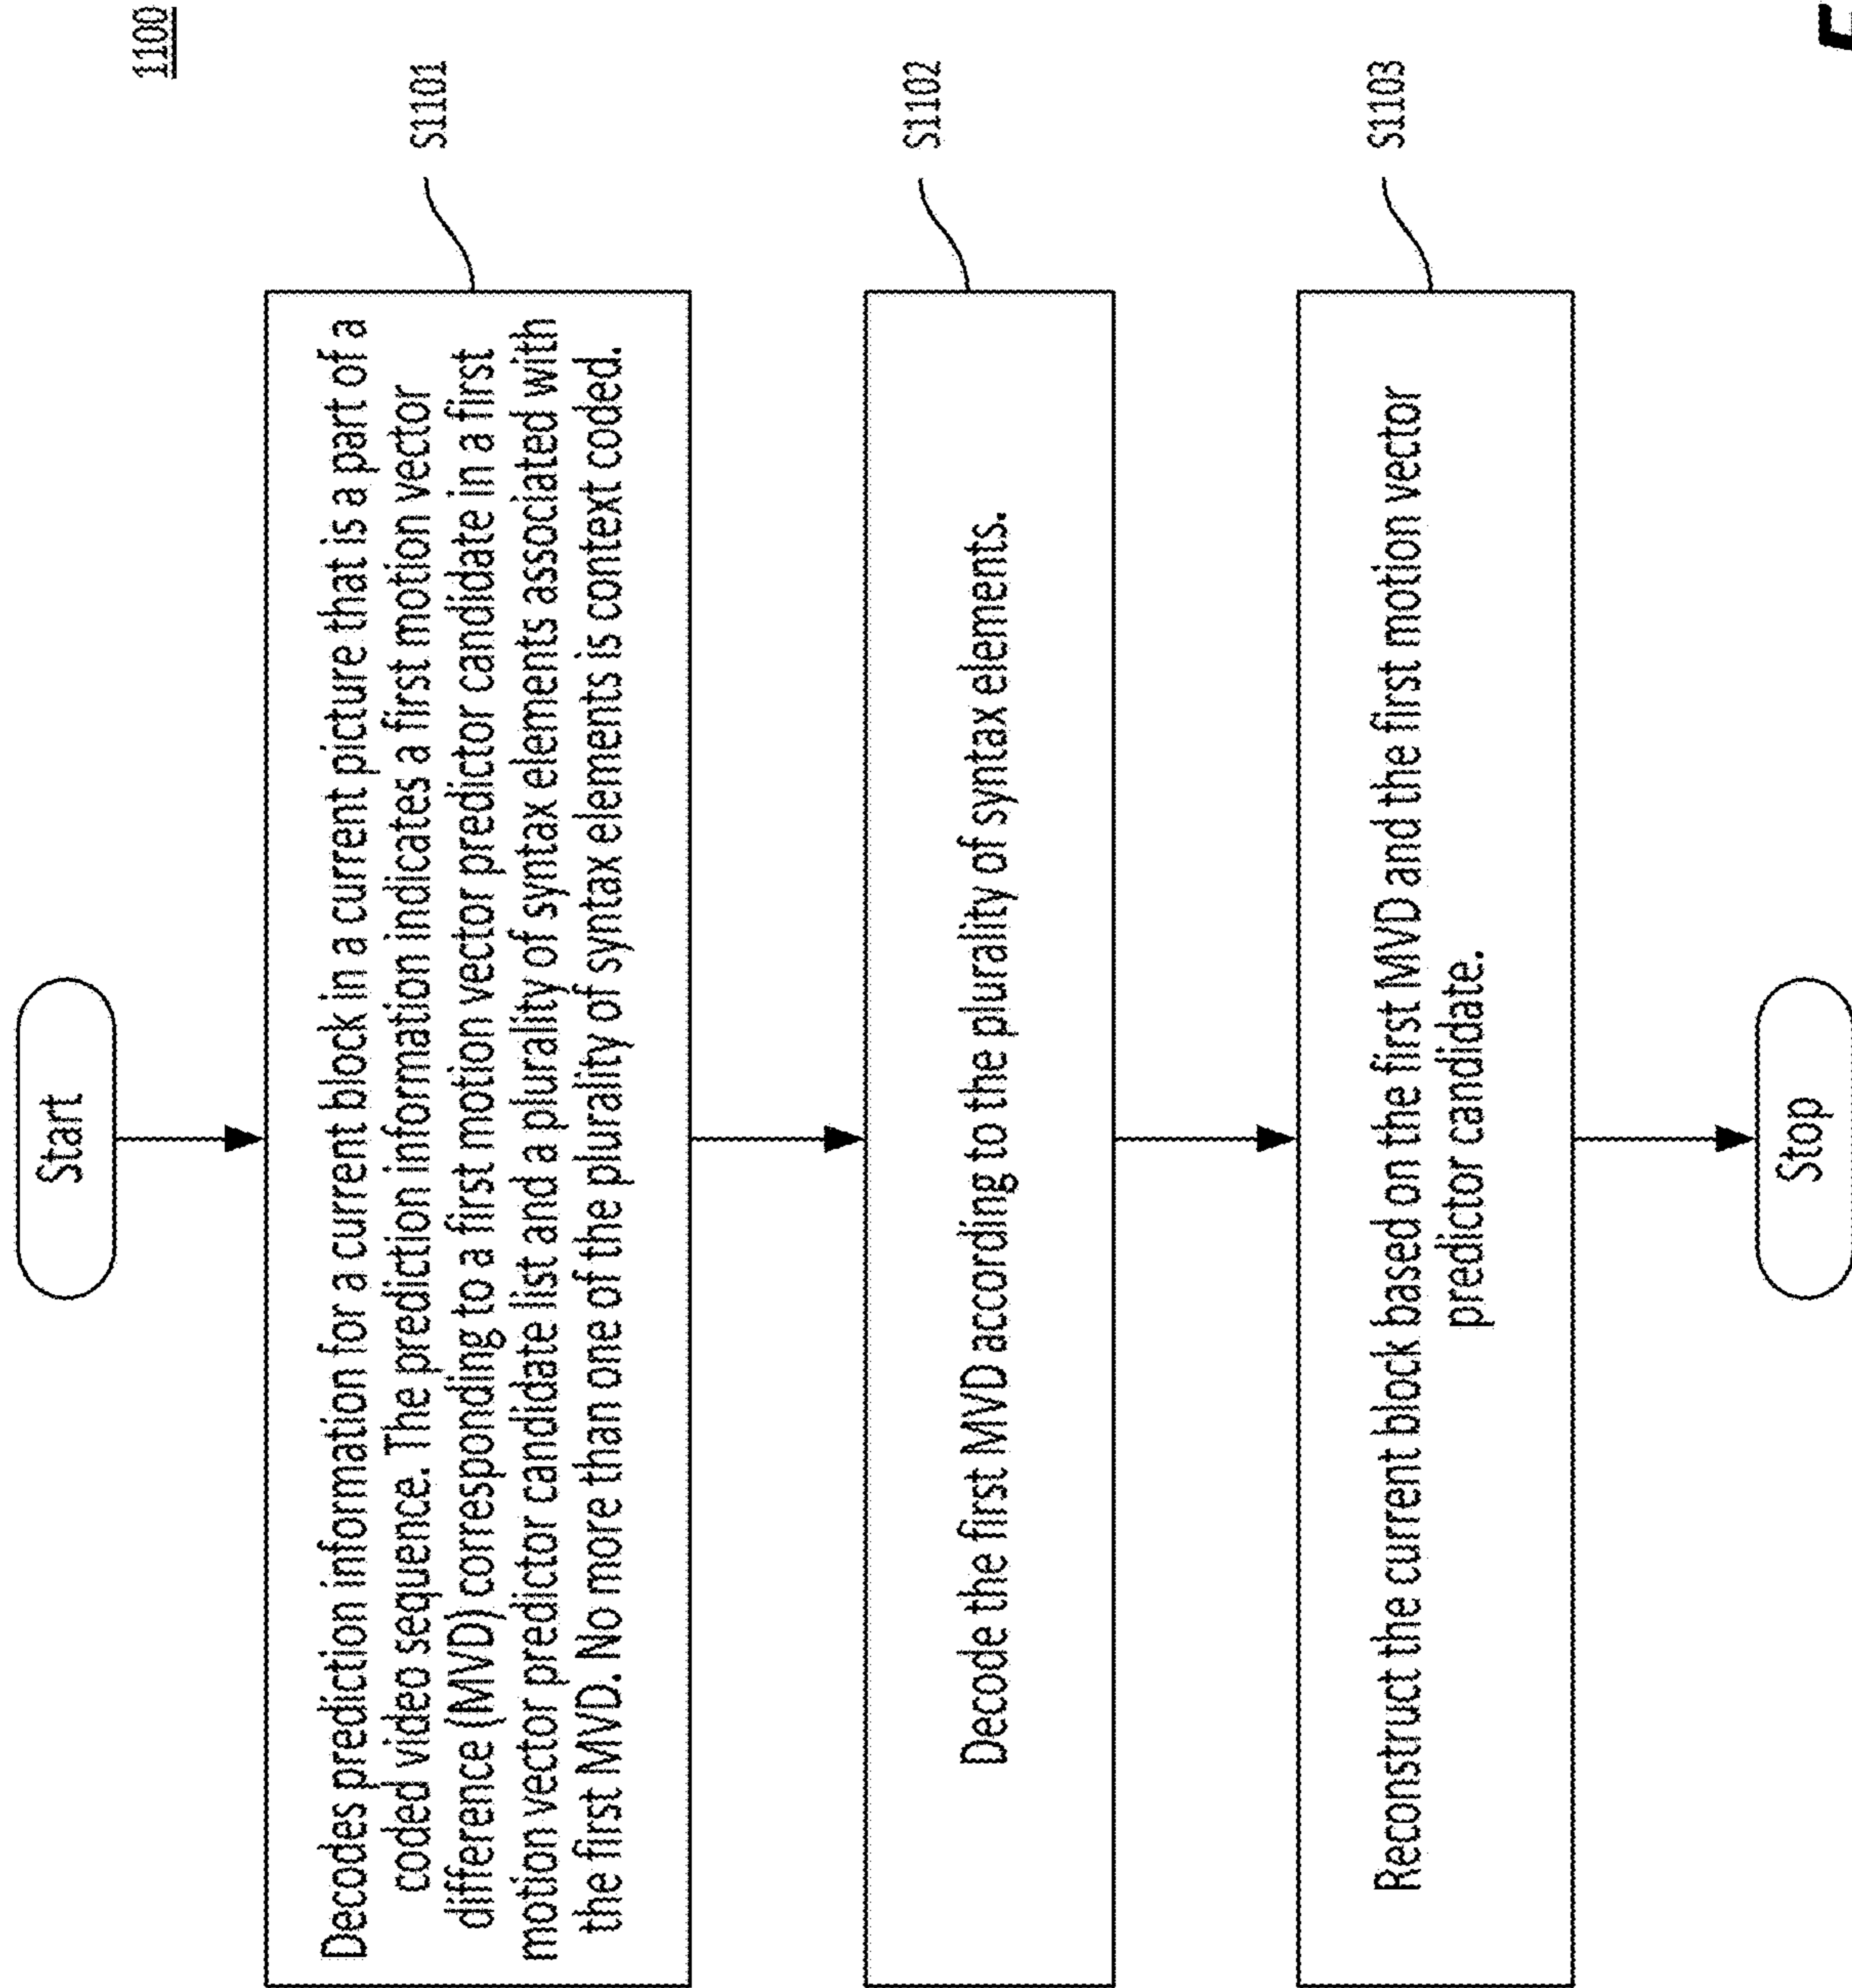 1100
Start
Decodes prediction information for a current block in a current picture that is a part of a
coded video sequence. The prediction information indicates a first motion vector
difference (MVD) corresponding to a first motion vector predictor candidate in a first
motion vector predictor candidate list and a plurality of syntax elements associated with
the first MVD. No more than one of the plurality of syntax elements is context coded.
S1101
Decode the first MVD according to the plurality of syntax elements.
S1102
Reconstruct the current block based on the first MVD and the first motion vector
predictor candidate.
S1103
Stop